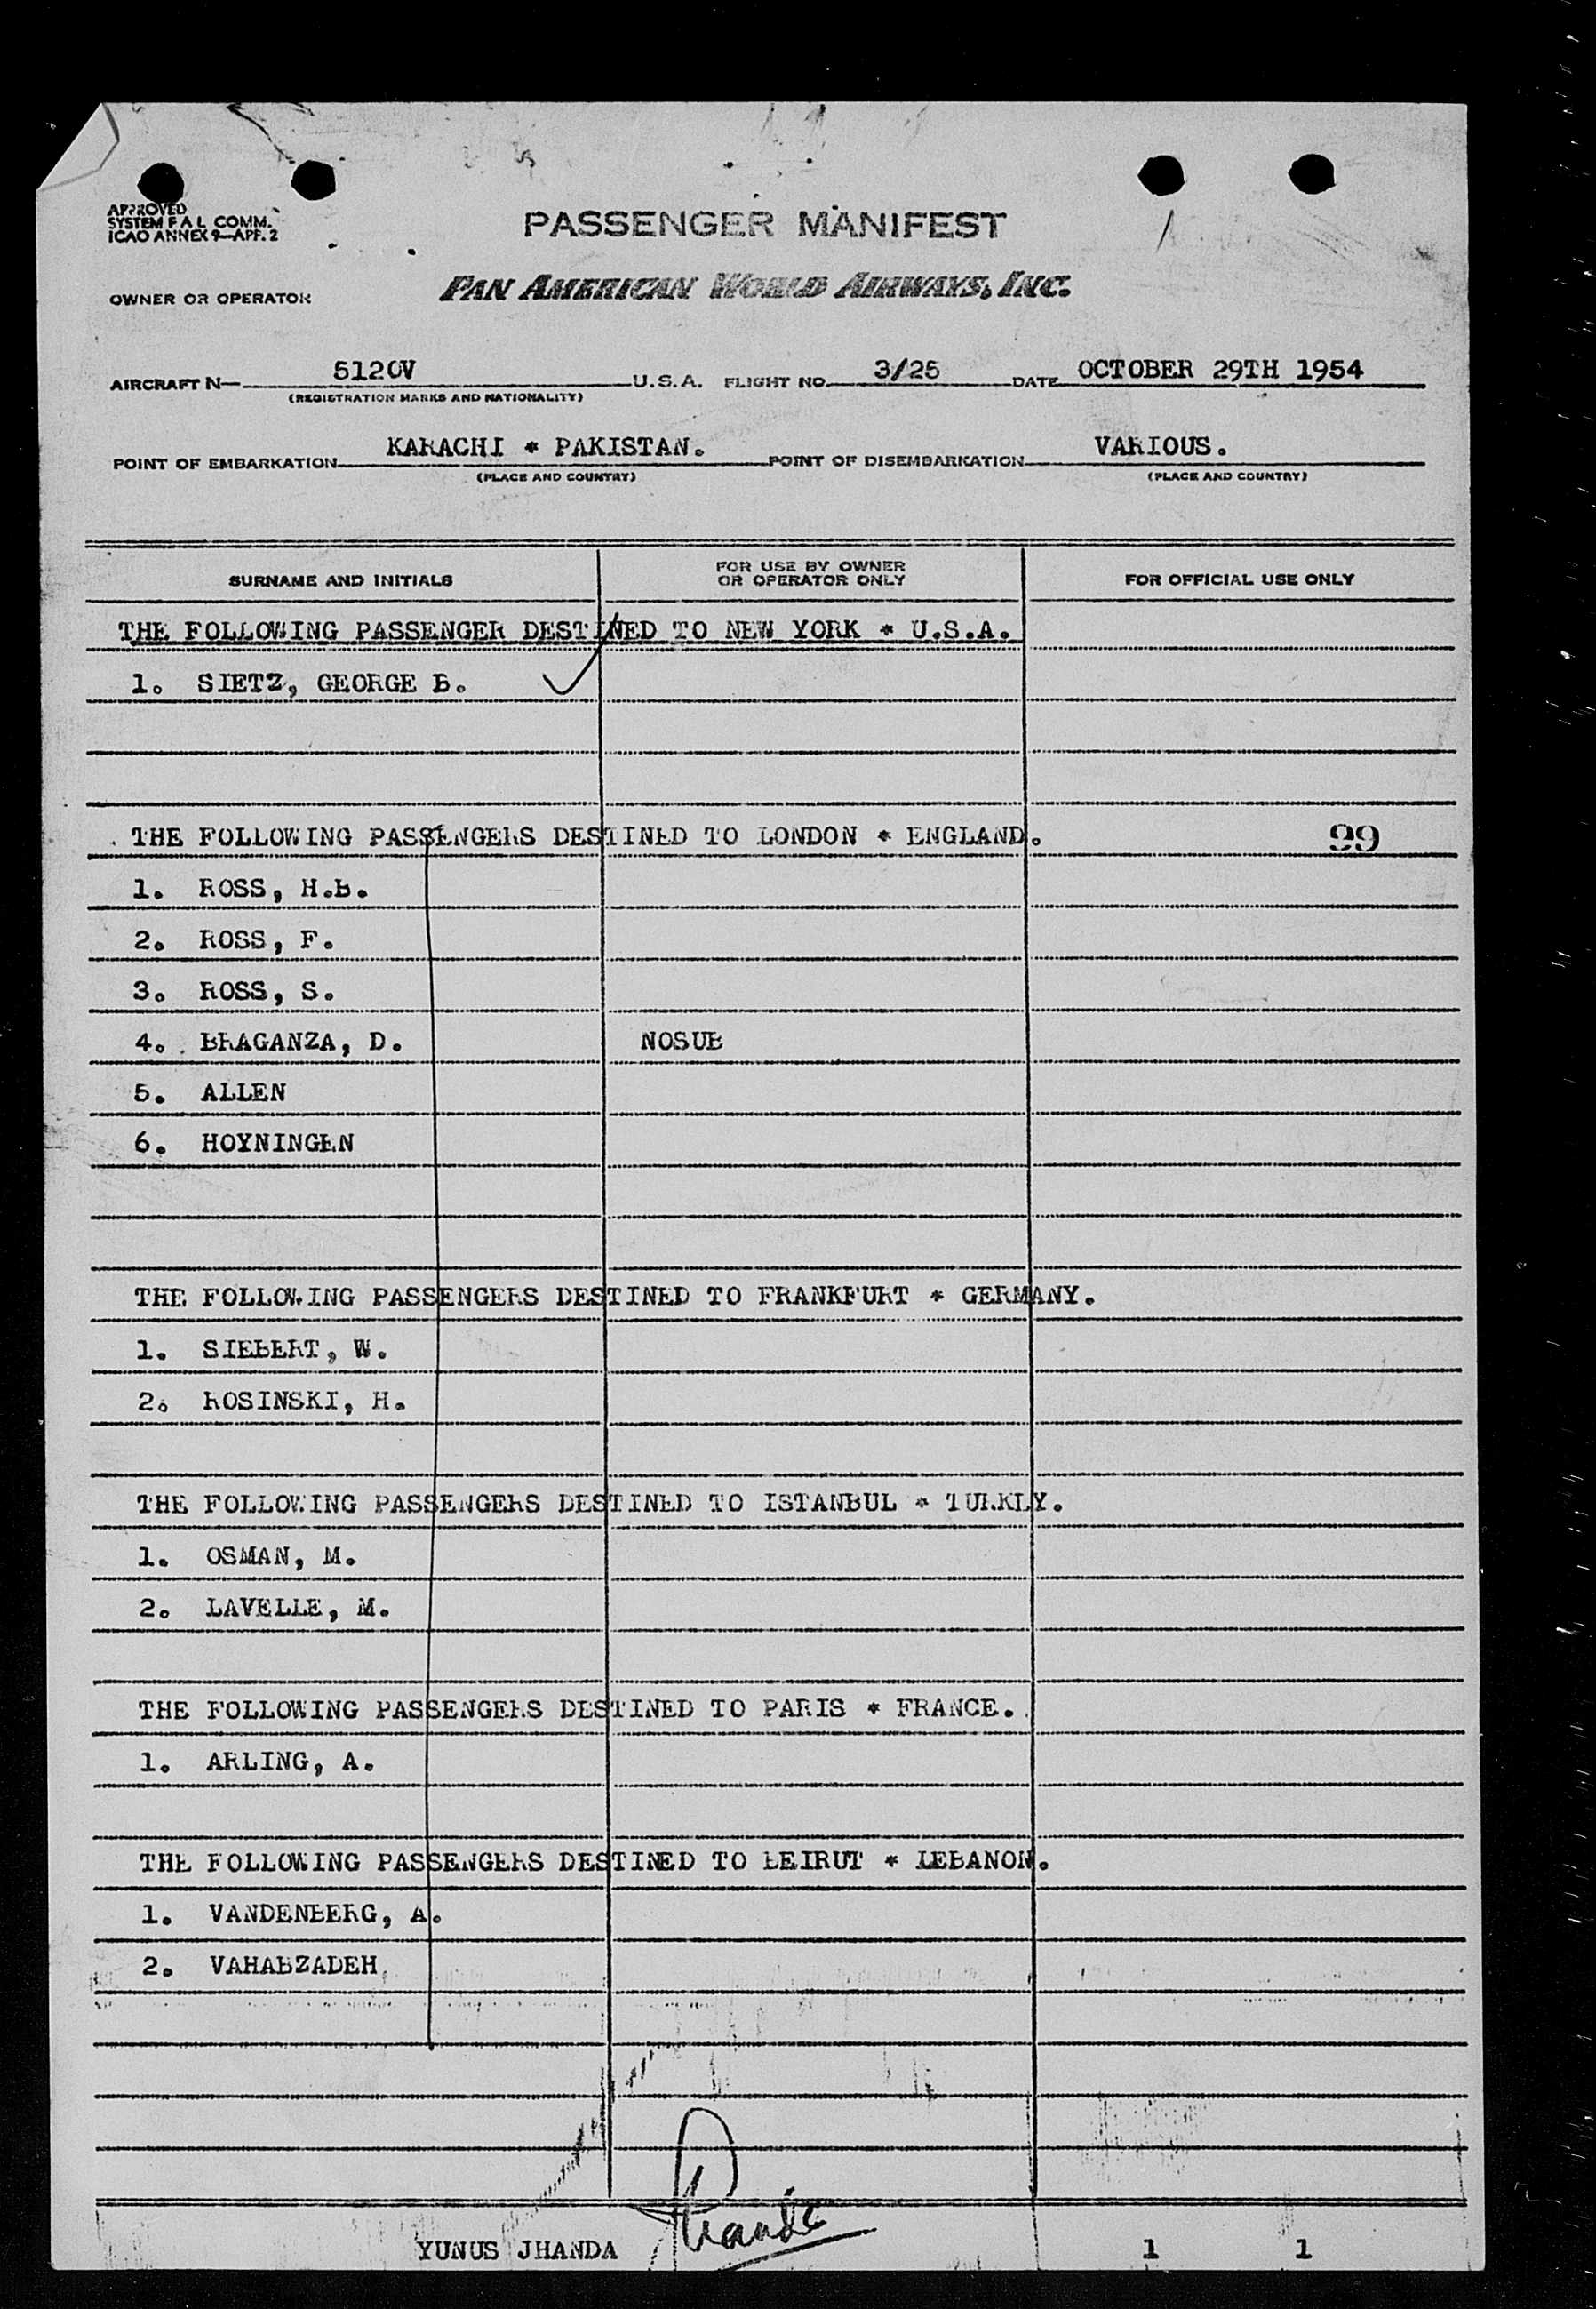 APPROVED
SYSTEM F A L COMM.
ICAO ANNEX 9—APP. 2
PASSENGER MANIFEST
OWNER OR OPERATOR
PAN AMERICAN WORLD AIRWAYS, INC.
AIRCRAFT N— 5120V U.S.A. FLIGHT NO. 3/25 DATE OCTOBER 29TH 1954
(REGISTRATION MARKS AND NATIONALITY)
POINT OF EMBARKATION KARACHI * PAKISTAN. POINT OF DISEMBARKATION VARIOUS.
(PLACE AND COUNTRY) (PLACE AND COUNTRY)
SURNAME AND INITIALS FOR USE BY OWNER OR OPERATOR ONLY FOR OFFICIAL USE ONLY
THE FOLLOWING PASSENGER DESTINED TO NEW YORK * U.S.A.
1. SIETZ, GEORGE B.
THE FOLLOWING PASSENGERS DESTINED TO LONDON * ENGLAND. 99
1. ROSS, H.B.
2. ROSS, F.
3. ROSS, S.
4. BRAGANZA, D. NOSUB
5. ALLEN
6. HOYNINGEN
THE FOLLOWING PASSENGERS DESTINED TO FRANKFURT * GERMANY.
1. SIEBERT, W.
2. ROSINSKI, H.
THE FOLLOWING PASSENGERS DESTINED TO ISTANBUL * TURKEY.
1. OSMAN, M.
2. LAVELLE, M.
THE FOLLOWING PASSENGERS DESTINED TO PARIS * FRANCE.
1. ARLING, A.
THE FOLLOWING PASSENGERS DESTINED TO BEIRUT * LEBANON.
1. VANDENBERG, A.
2. VAHABZADEH
YUNUS JHANDA Jhanda 1 1